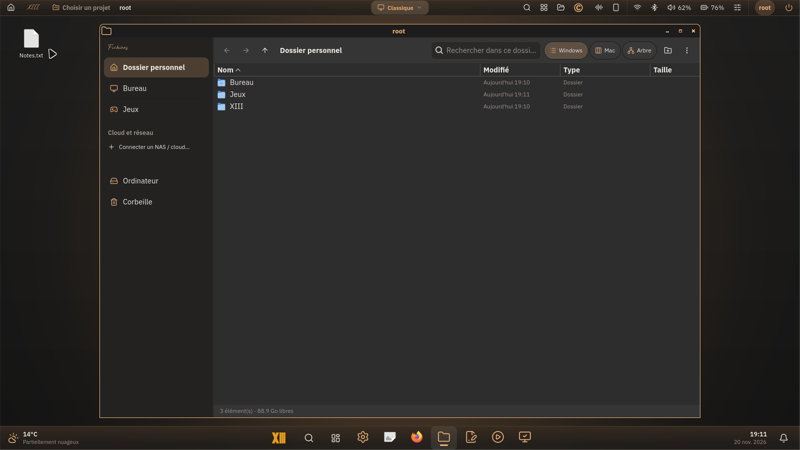 XIII Choisir un projet root Classique 62% 76% root
Notes.txt
root
Fichiers
Dossier personnel
Bureau
Jeux
Cloud et réseau
+ Connecter un NAS / cloud...
Ordinateur
Corbeille
Dossier personnel Rechercher dans ce dossi... Windows Mac Arbre
Nom Modifié Type Taille
Bureau Aujourd'hui 19:10 Dossier
Jeux Aujourd'hui 19:11 Dossier
XIII Aujourd'hui 19:10 Dossier
3 élément(s) · 88.9 Go libres
14°C
Partiellement nuageux
XIII
19:11
20 nov. 2026